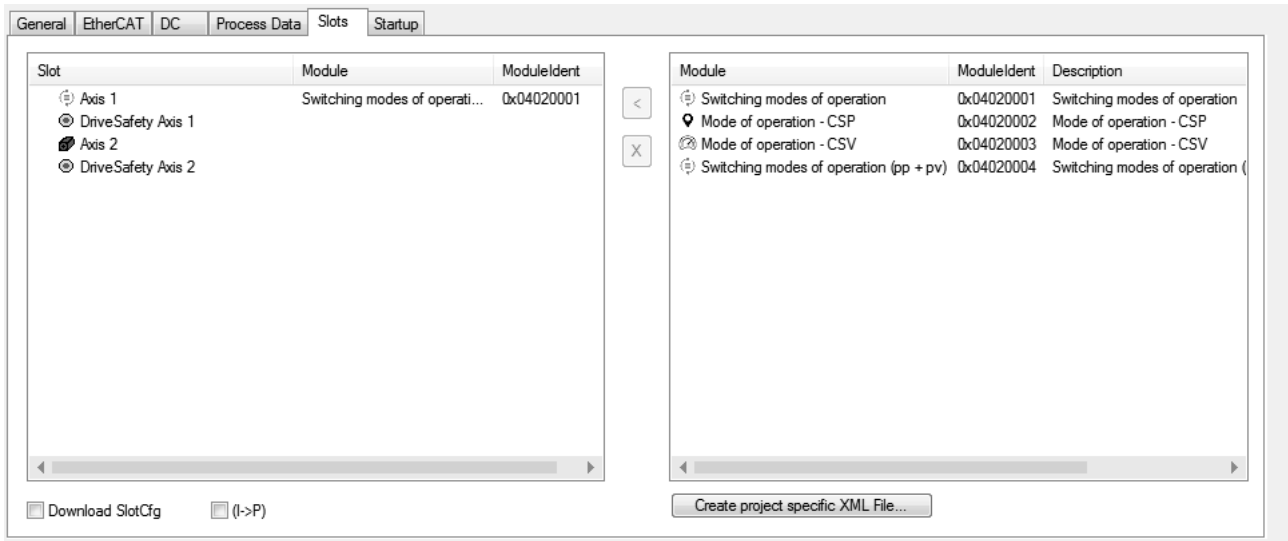 General EtherCAT DC Process Data Slots Startup
Slot Module ModuleIdent
Axis 1 Switching modes of operati... 0x04020001
DriveSafety Axis 1
Axis 2
DriveSafety Axis 2
<
X
Module ModuleIdent Description
Switching modes of operation 0x04020001 Switching modes of operation
Mode of operation - CSP 0x04020002 Mode of operation - CSP
Mode of operation - CSV 0x04020003 Mode of operation - CSV
Switching modes of operation (pp + pv) 0x04020004 Switching modes of operation (
Download SlotCfg (I->P)
Create project specific XML File...